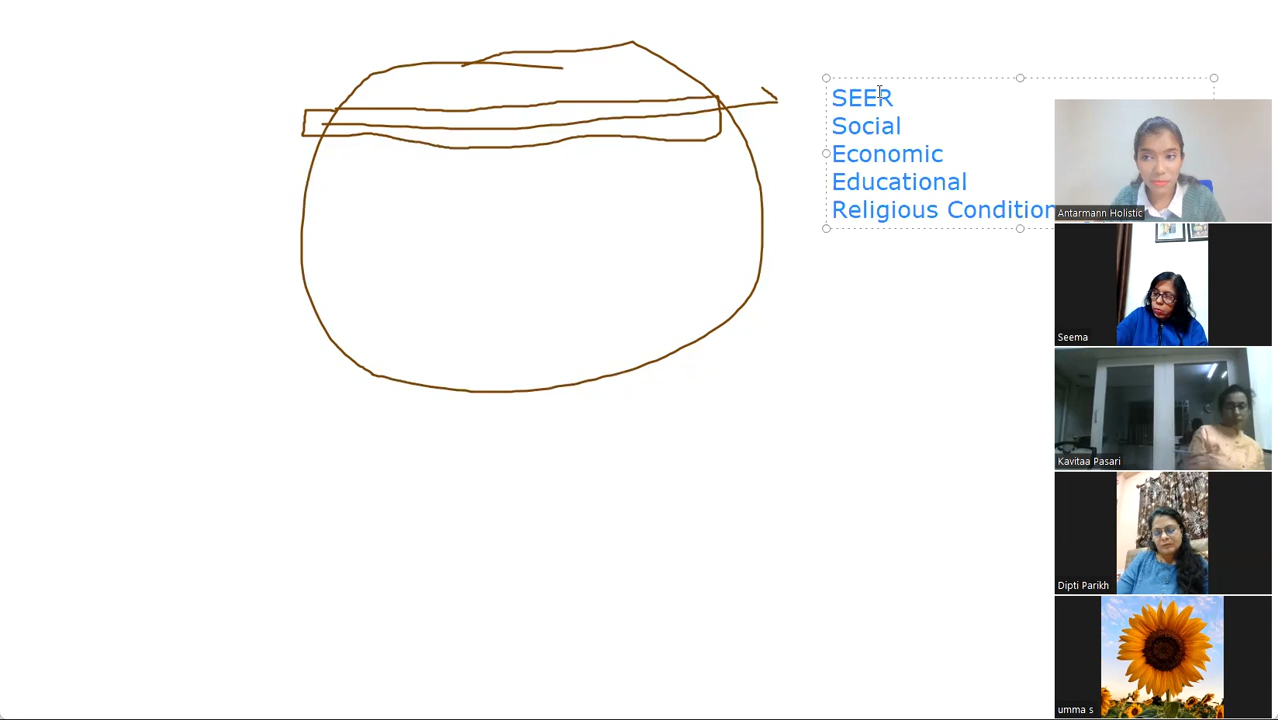 SEER
Social
Economic
Educational
Religious Condition
Antarmann Holistic
Seema
Kavitaa Pasari
Dipti Parikh
umma s